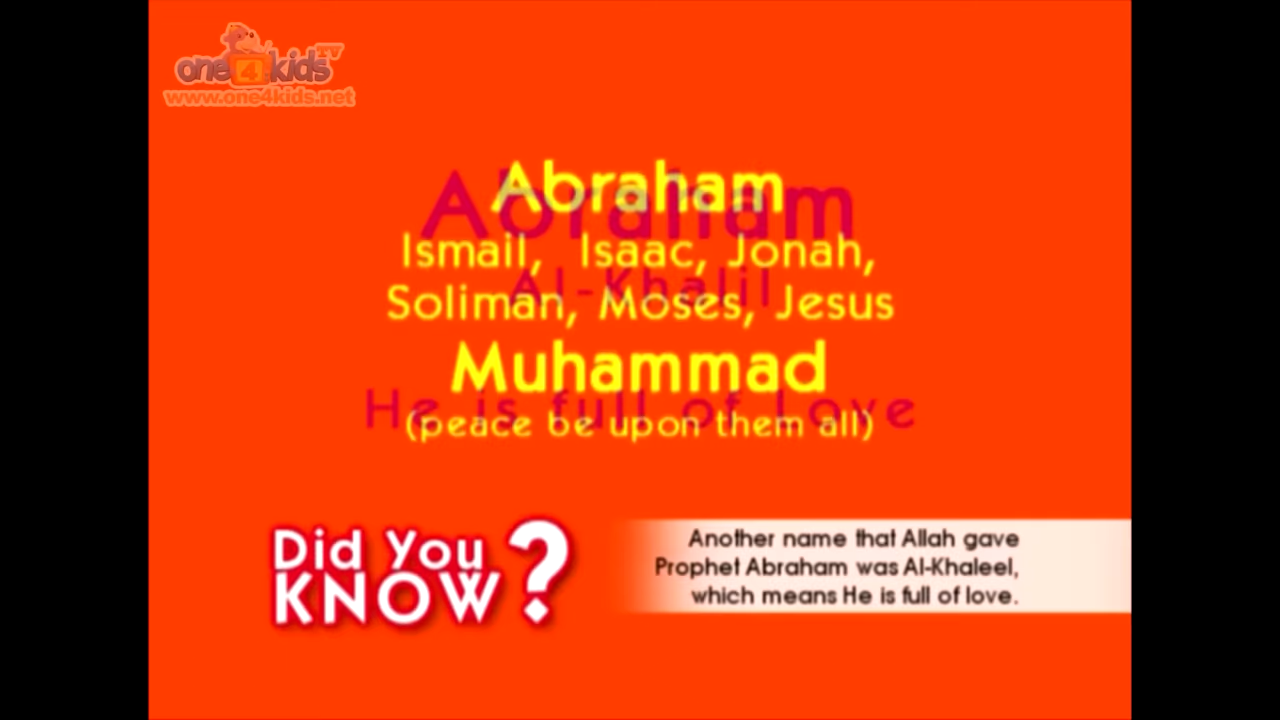 one4kids TV
www.one4kids.net
Abraham
Abraham
Ismail, Isaac, Jonah,
Al-Khalil
Soliman, Moses, Jesus
Muhammad
He is full of Love
(peace be upon them all)
Did You
KNOW?
Another name that Allah gave
Prophet Abraham was Al-Khaleel,
which means He is full of love.